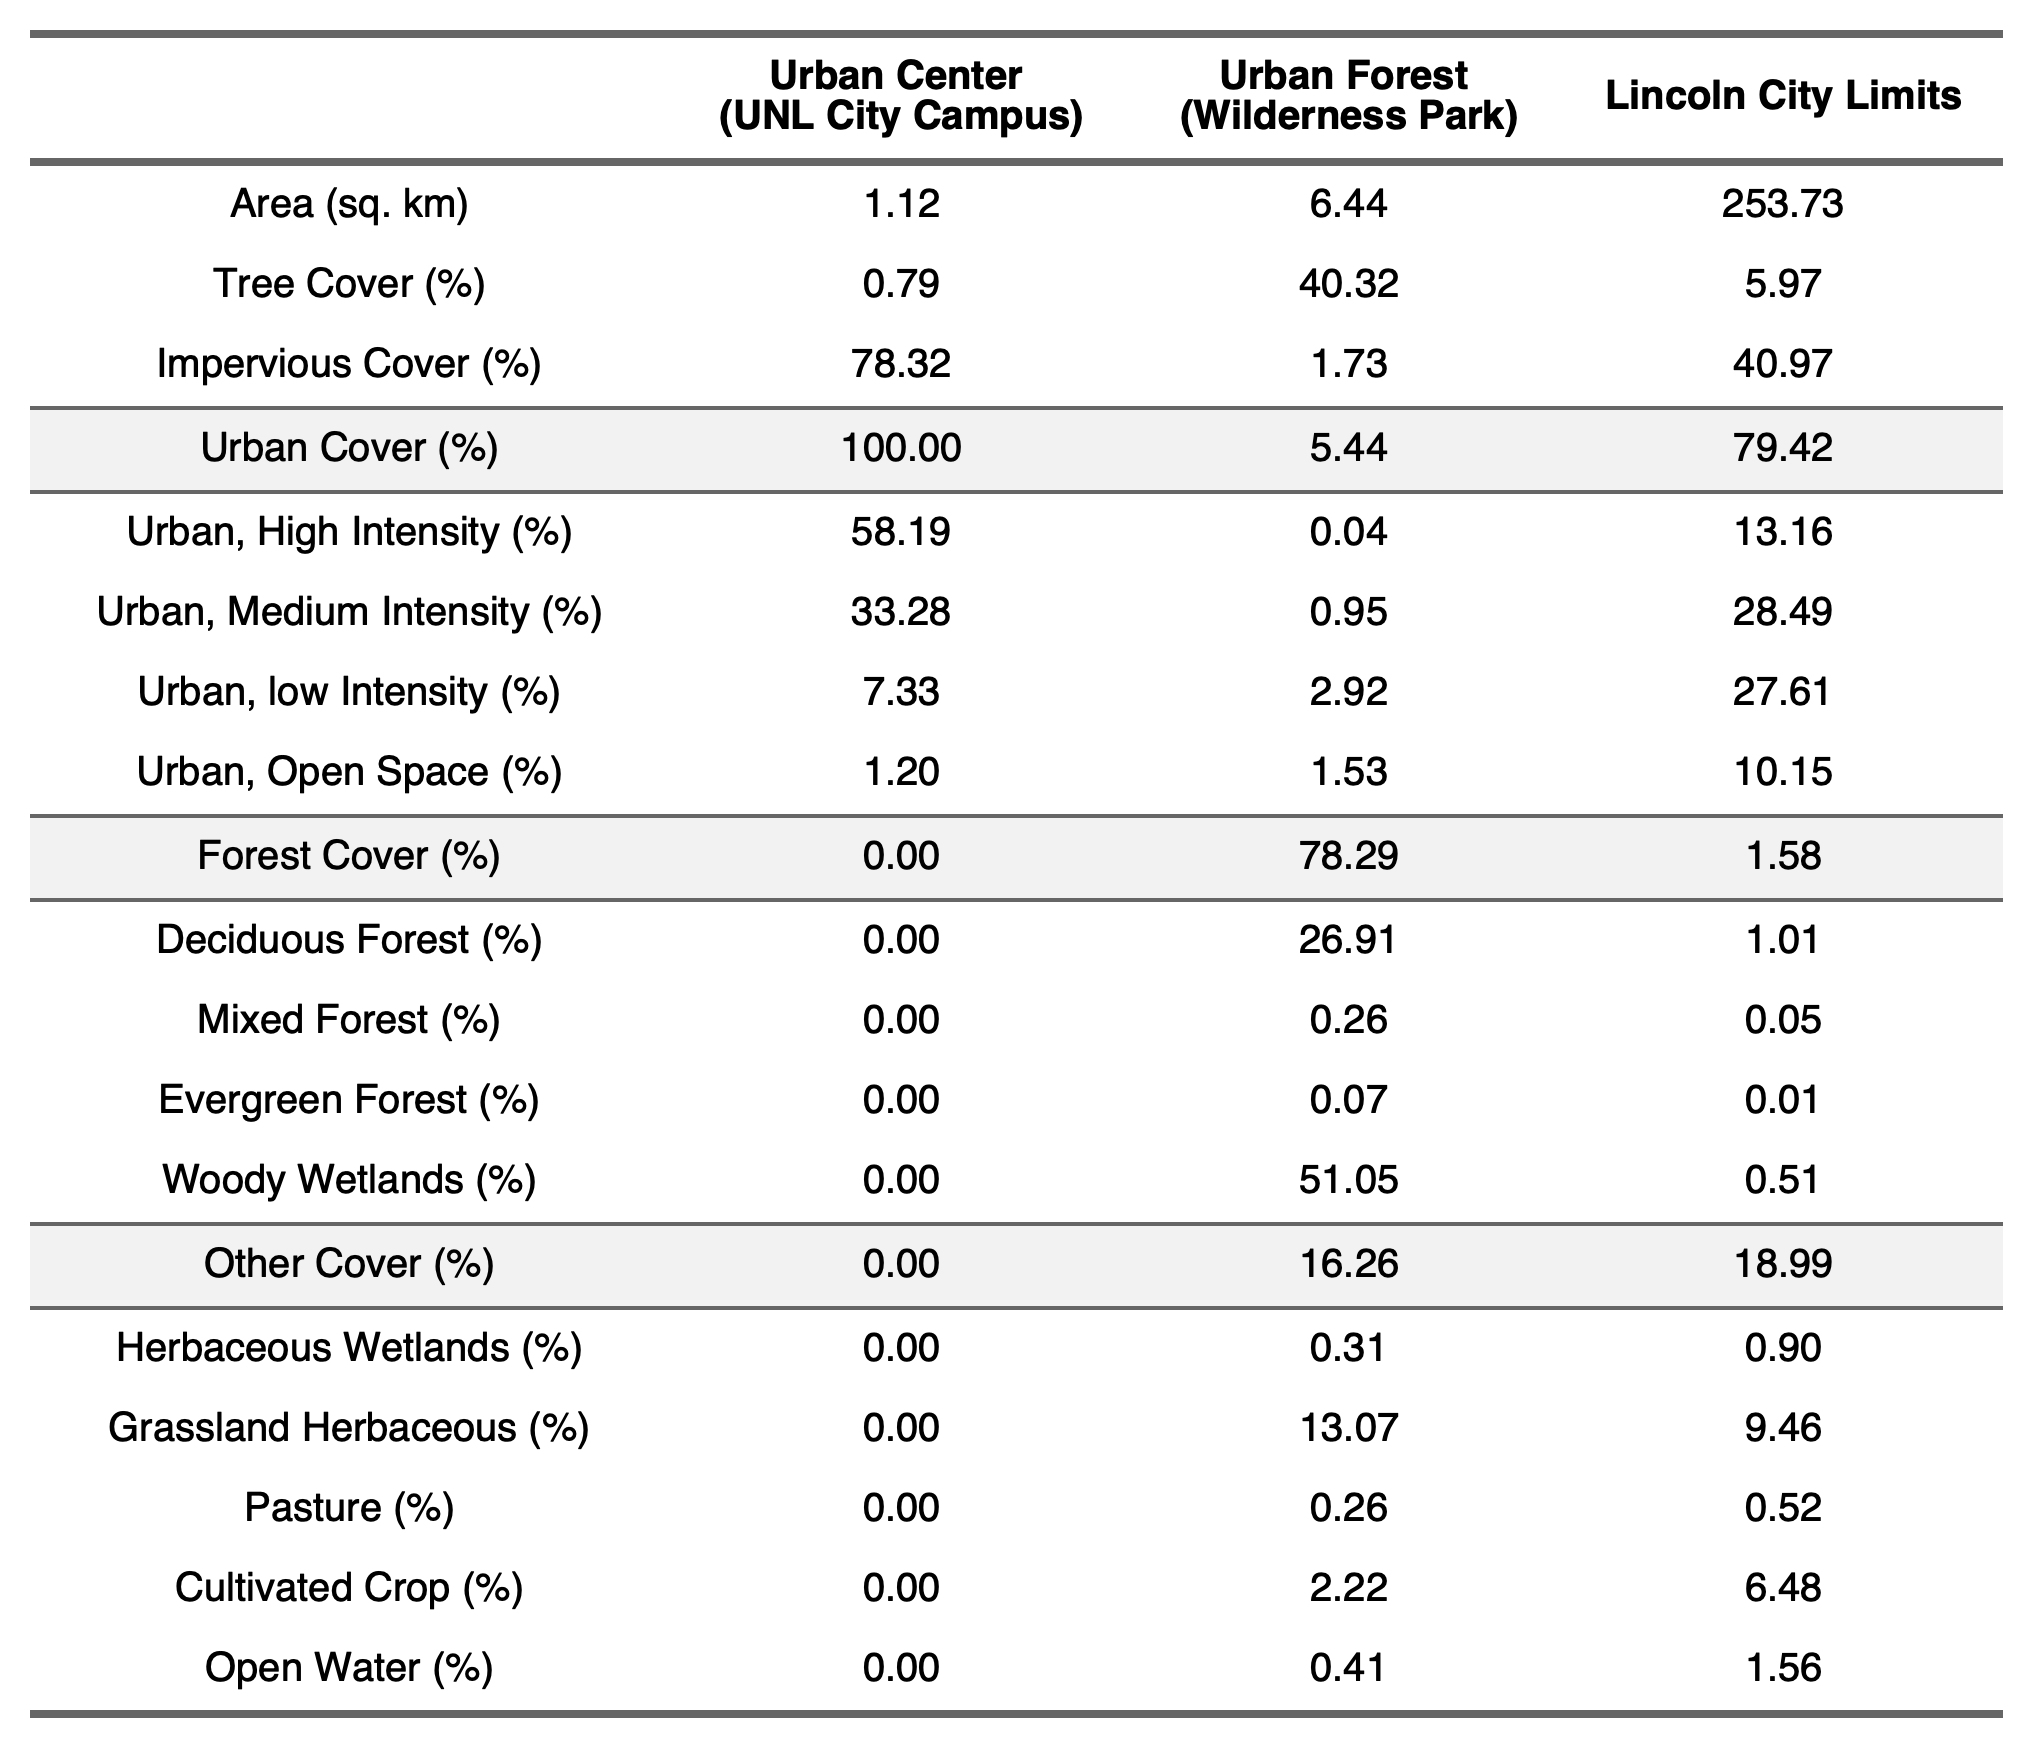 Urban Center (UNL City Campus) Urban Forest (Wilderness Park) Lincoln City Limits
Area (sq. km) 1.12 6.44 253.73
Tree Cover (%) 0.79 40.32 5.97
Impervious Cover (%) 78.32 1.73 40.97
Urban Cover (%) 100.00 5.44 79.42
Urban, High Intensity (%) 58.19 0.04 13.16
Urban, Medium Intensity (%) 33.28 0.95 28.49
Urban, low Intensity (%) 7.33 2.92 27.61
Urban, Open Space (%) 1.20 1.53 10.15
Forest Cover (%) 0.00 78.29 1.58
Deciduous Forest (%) 0.00 26.91 1.01
Mixed Forest (%) 0.00 0.26 0.05
Evergreen Forest (%) 0.00 0.07 0.01
Woody Wetlands (%) 0.00 51.05 0.51
Other Cover (%) 0.00 16.26 18.99
Herbaceous Wetlands (%) 0.00 0.31 0.90
Grassland Herbaceous (%) 0.00 13.07 9.46
Pasture (%) 0.00 0.26 0.52
Cultivated Crop (%) 0.00 2.22 6.48
Open Water (%) 0.00 0.41 1.56